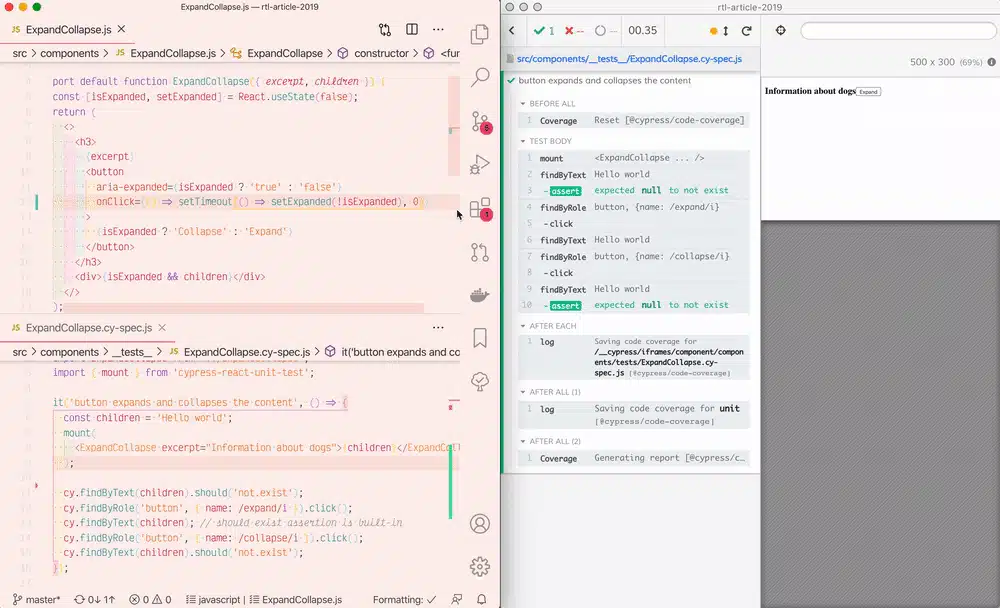 ExpandCollapse.js — rtl-article-2019
JS ExpandCollapse.js
src > components > JS ExpandCollapse.js > ExpandCollapse > constructor > <fun
port default function ExpandCollapse({ excerpt, children }) {
const [isExpanded, setExpanded] = React.useState(false);
return (
<>
<h3>
{excerpt}
<button
aria-expanded={isExpanded ? 'true' : 'false'}
onClick={() => setTimeout(() => setExpanded(!isExpanded), 0)}
>
{isExpanded ? 'Collapse' : 'Expand'}
</button>
</h3>
<div>{isExpanded && children}</div>
</>
);
JS ExpandCollapse.cy-spec.js
src > components > __tests__ > JS ExpandCollapse.cy-spec.js > it('button expands and co
import { mount } from 'cypress-react-unit-test';
it('button expands and collapses the content', () => {
const children = 'Hello world';
mount(
<ExpandCollapse excerpt="Information about dogs">{children}</ExpandColl
);
cy.findByText(children).should('not.exist');
cy.findByRole('button', { name: /expand/i }).click();
cy.findByText(children); // should exist assertion is built-in
cy.findByRole('button', { name: /collapse/i }).click();
cy.findByText(children).should('not.exist');
});
master* 0↓ 1↑ 0 0 javascript | ExpandCollapse.js Formatting: ✓
6
1
rtl-article-2019
1 -- -- 00.35
src/components/__tests__/ExpandCollapse.cy-spec.js
button expands and collapses the content
BEFORE ALL
1 Coverage Reset [@cypress/code-coverage]
TEST BODY
1 mount <ExpandCollapse ... />
2 findByText Hello world
3 - assert expected null to not exist
4 findByRole button, {name: /expand/i}
5 - click
6 findByText Hello world
7 findByRole button, {name: /collapse/i}
8 - click
9 findByText Hello world
10 - assert expected null to not exist
AFTER EACH
1 log Saving code coverage for
/__cypress/iframes/component/compon
ents/tests/ExpandCollapse.cy-
spec.js [@cypress/code-coverage]
AFTER ALL (1)
1 log Saving code coverage for unit
[@cypress/code-coverage]
AFTER ALL (2)
1 Coverage Generating report [@cypress/c…
500 x 300 (69%)
Information about dogs Expand